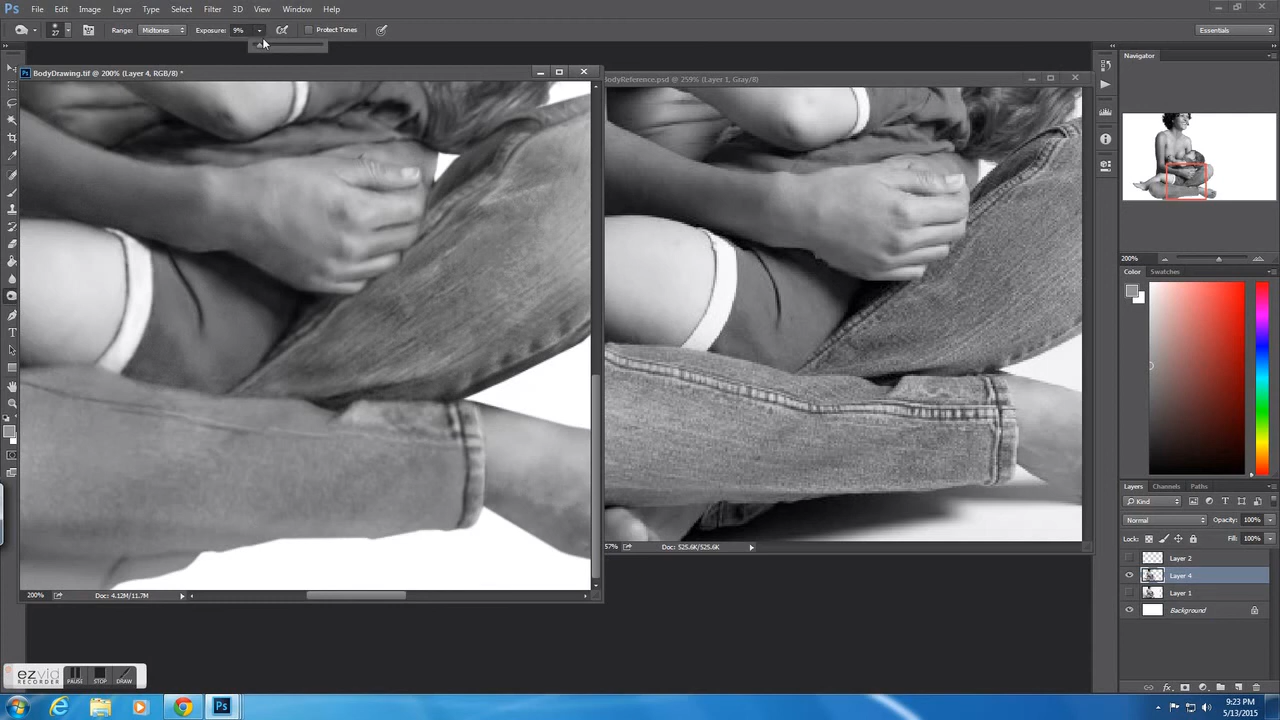 Ps File Edit Image Layer Type Select Filter 3D View Window Help
27 Range: Midtones Exposure: 9% Protect Tones Essentials
BodyDrawing.tif @ 200% (Layer 4, RGB/8) *
BodyReference.psd @ 259% (Layer 1, Gray/8)
Navigator
200%
Color Swatches
57% Doc: 525.6K/525.6K
200% Doc: 4.12M/11.7M
Layers Channels Paths
Kind
Normal Opacity: 100%
Lock: Fill: 100%
Layer 2
Layer 4
Layer 1
Background
ezvid
RECORDER
PAUSE STOP DRAW
Ps
9:23 PM
5/13/2015